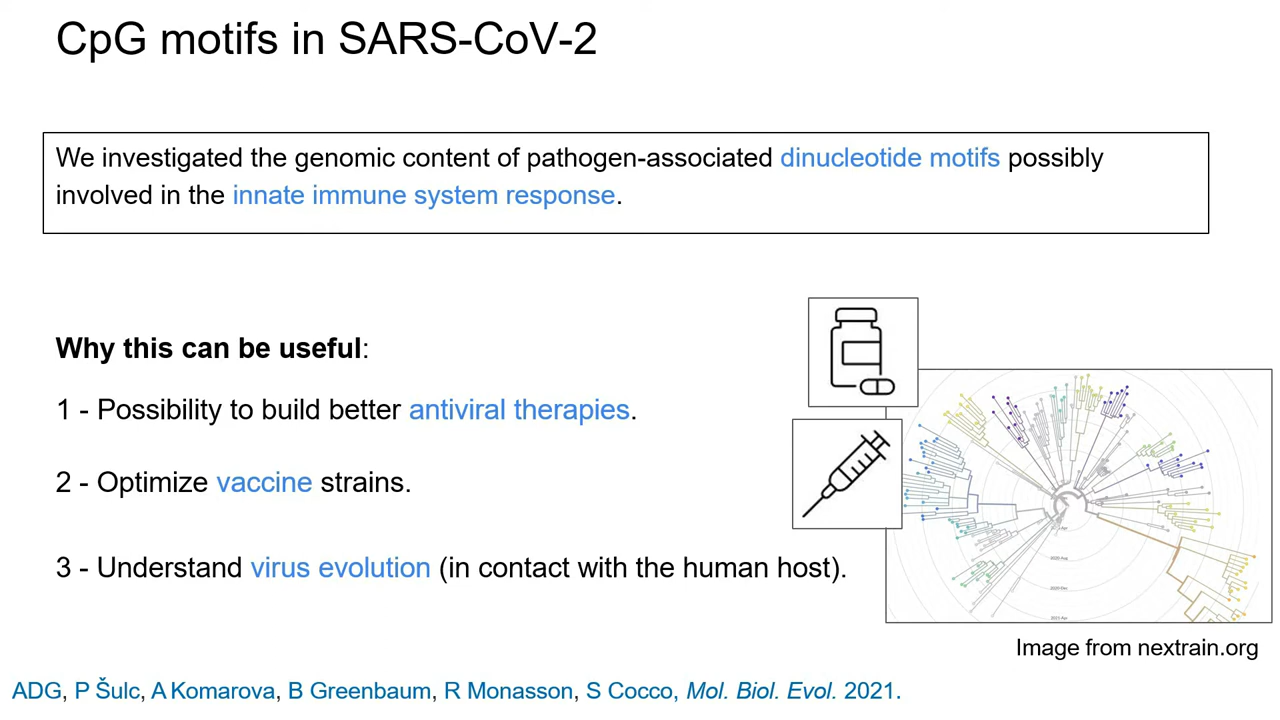 CpG motifs in SARS-CoV-2
We investigated the genomic content of pathogen-associated dinucleotide motifs possibly
involved in the innate immune system response.
Why this can be useful:
1 - Possibility to build better antiviral therapies.
2 - Optimize vaccine strains.
3 - Understand virus evolution (in contact with the human host).
Image from nextrain.org
ADG, P Šulc, A Komarova, B Greenbaum, R Monasson, S Cocco, Mol. Biol. Evol. 2021.